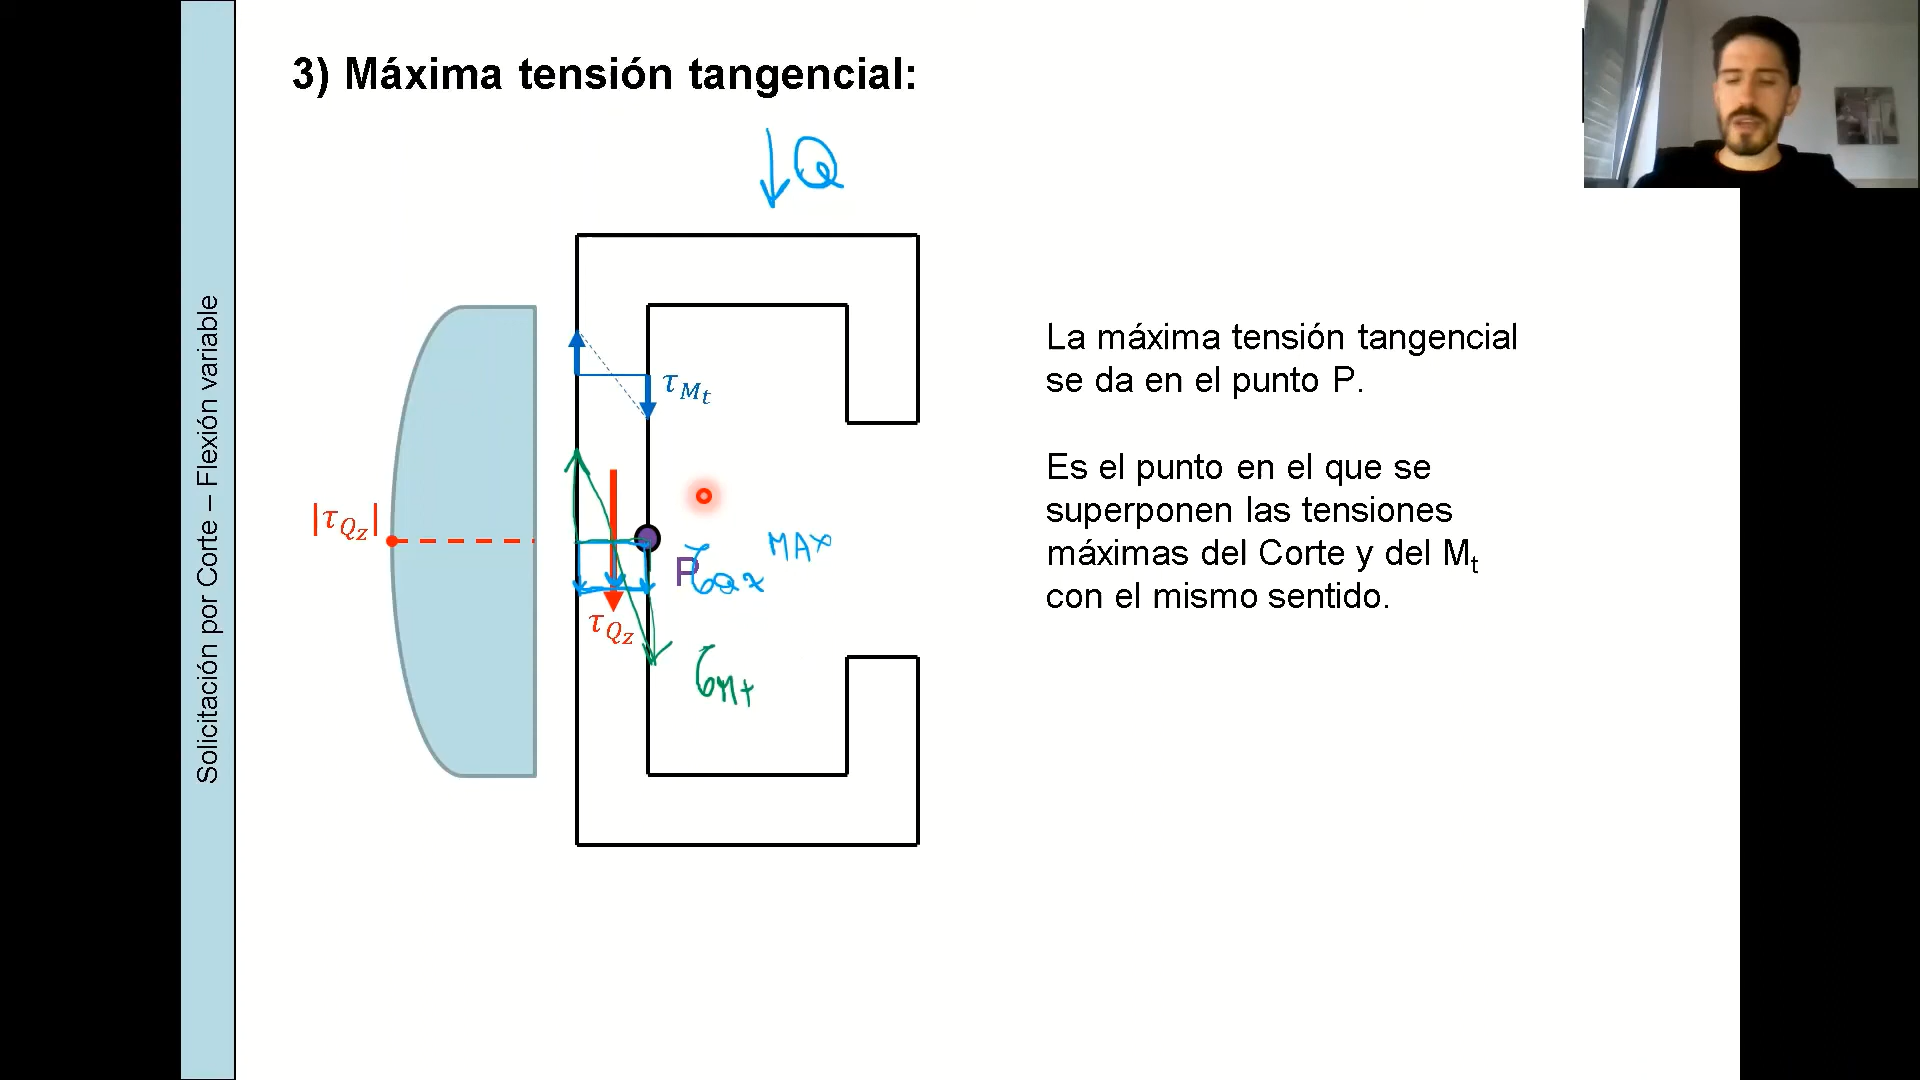 3) Máxima tensión tangencial:
Q
Solicitación por Corte – Flexión variable
τMt
|τQz|
P
τQz MAX
τQz
τMt
La máxima tensión tangencial
se da en el punto P.
Es el punto en el que se
superponen las tensiones
máximas del Corte y del Mt
con el mismo sentido.